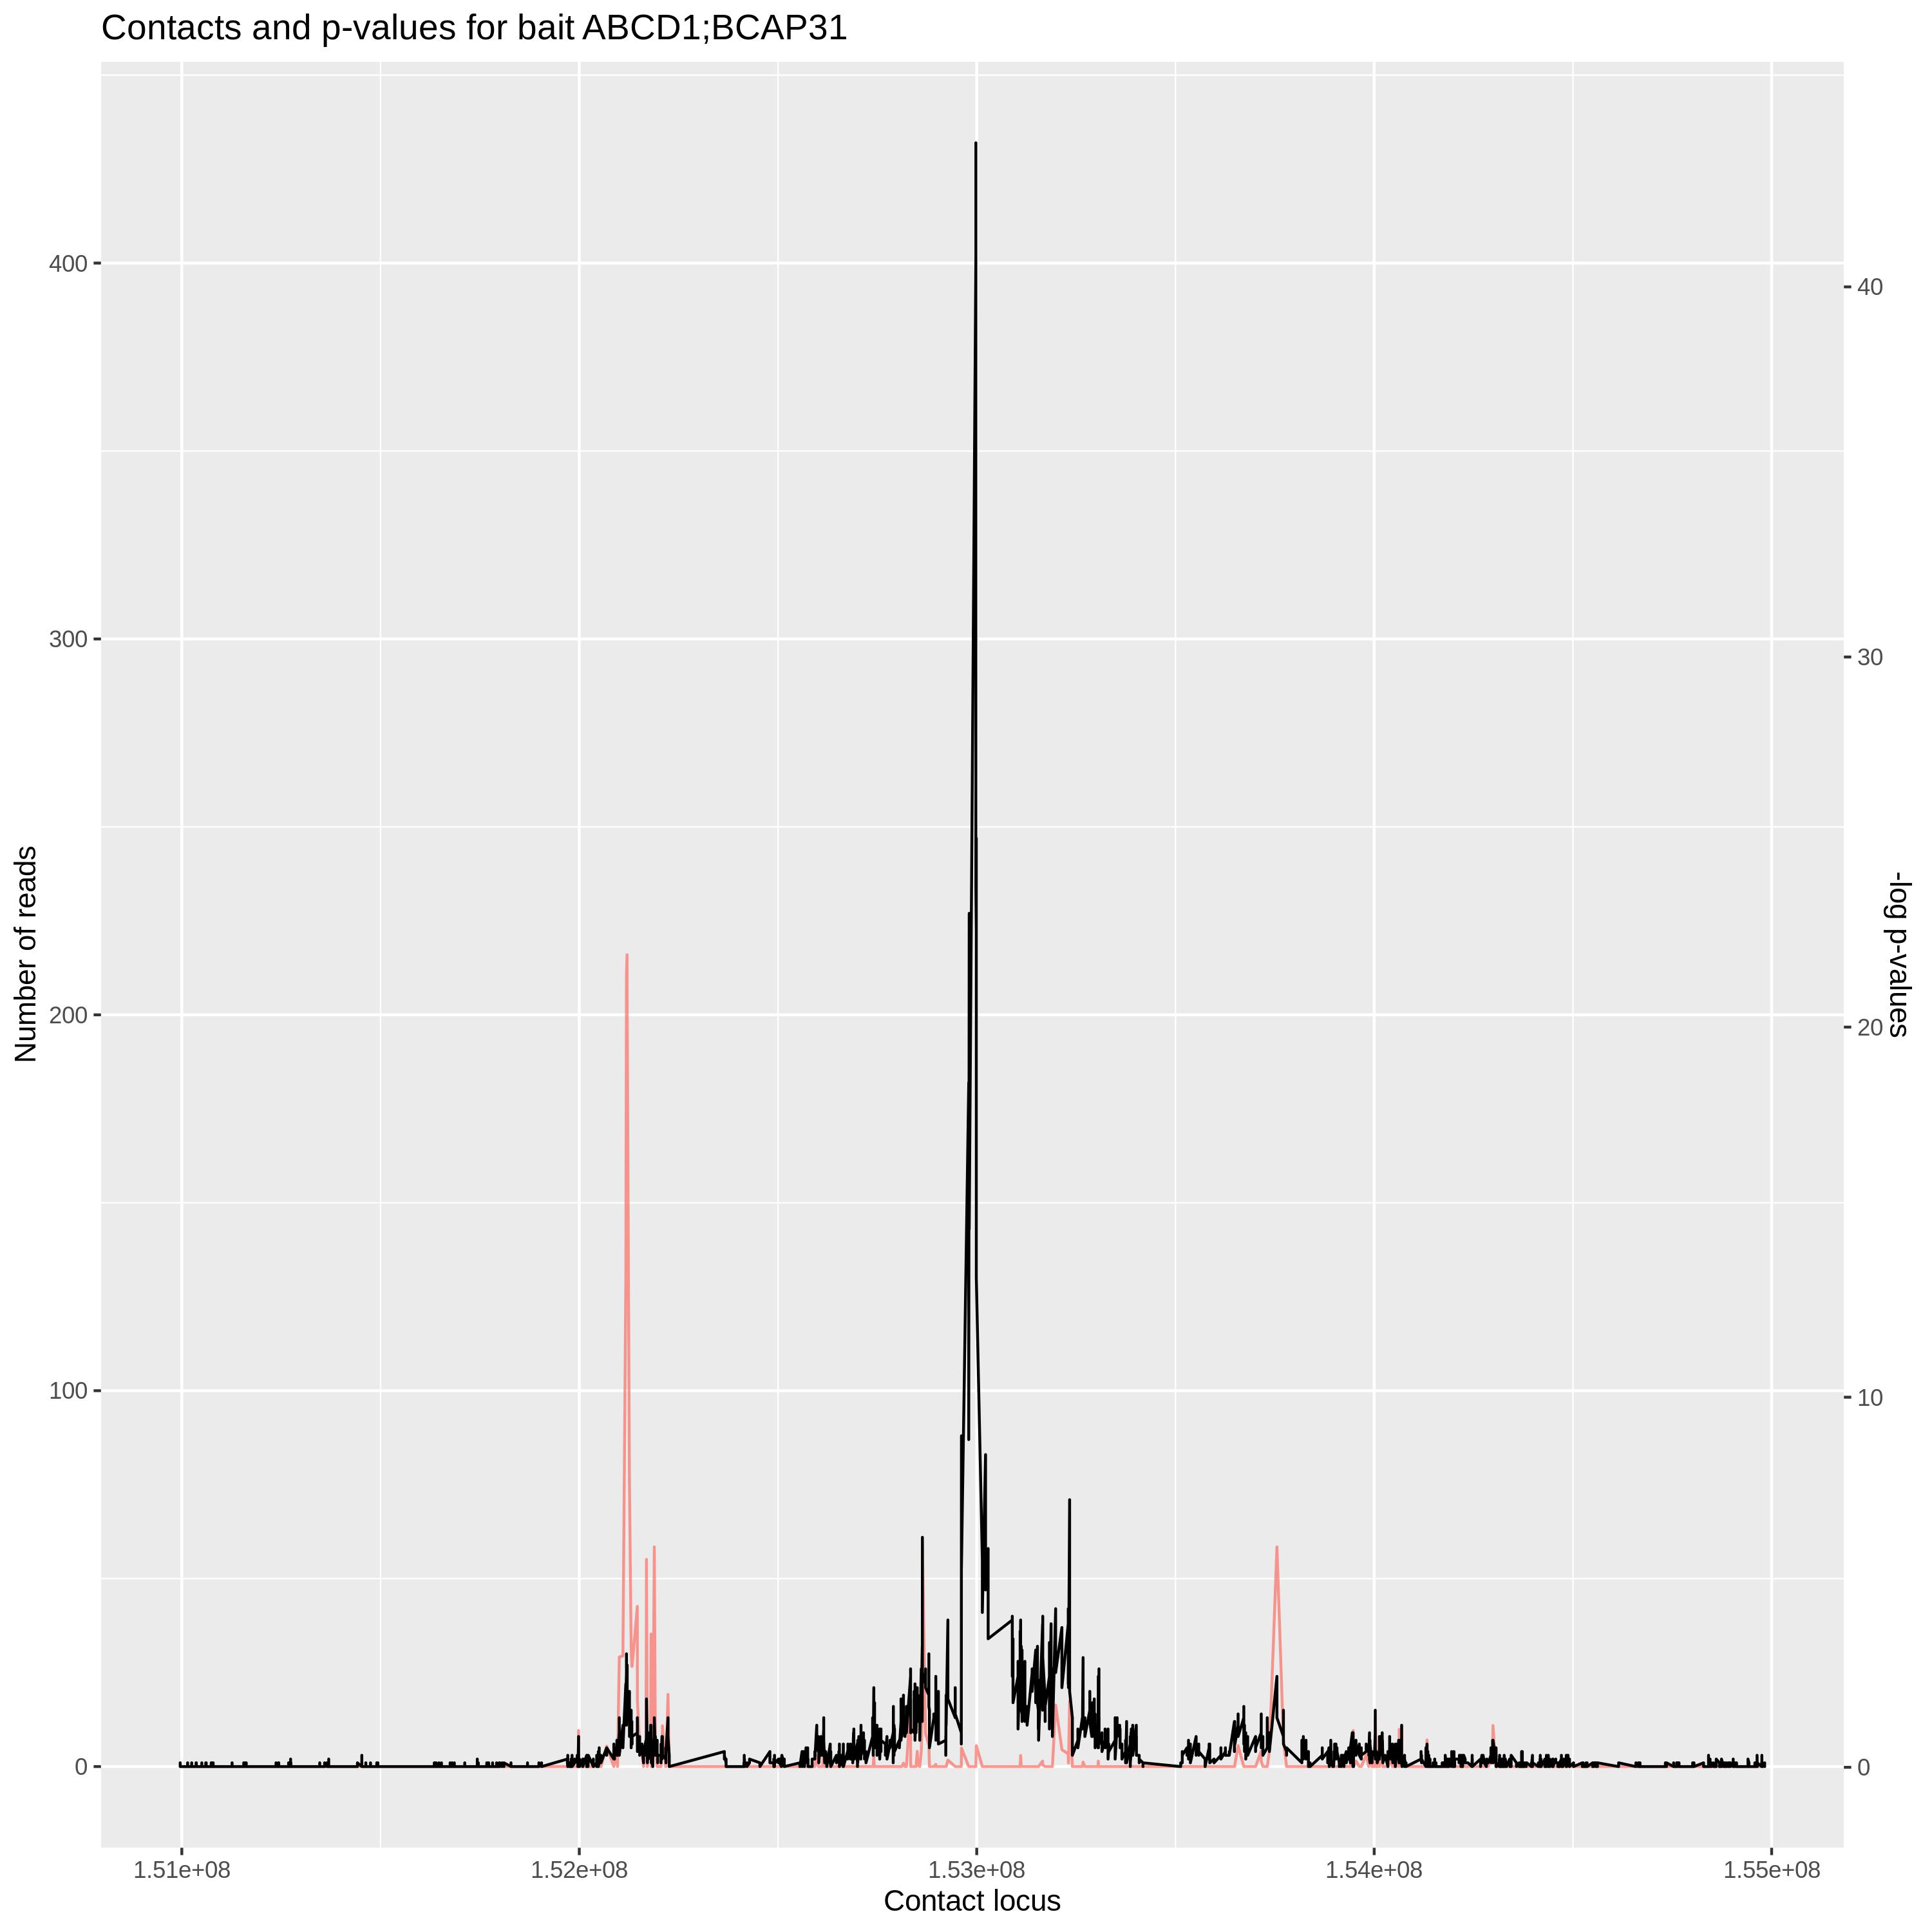 Contacts and p-values for bait ABCD1;BCAP31
400
300
200
100
0
Number of reads
40
30
20
10
0
-log p-values
1.51e+08 1.52e+08 1.53e+08 1.54e+08 1.55e+08
Contact locus